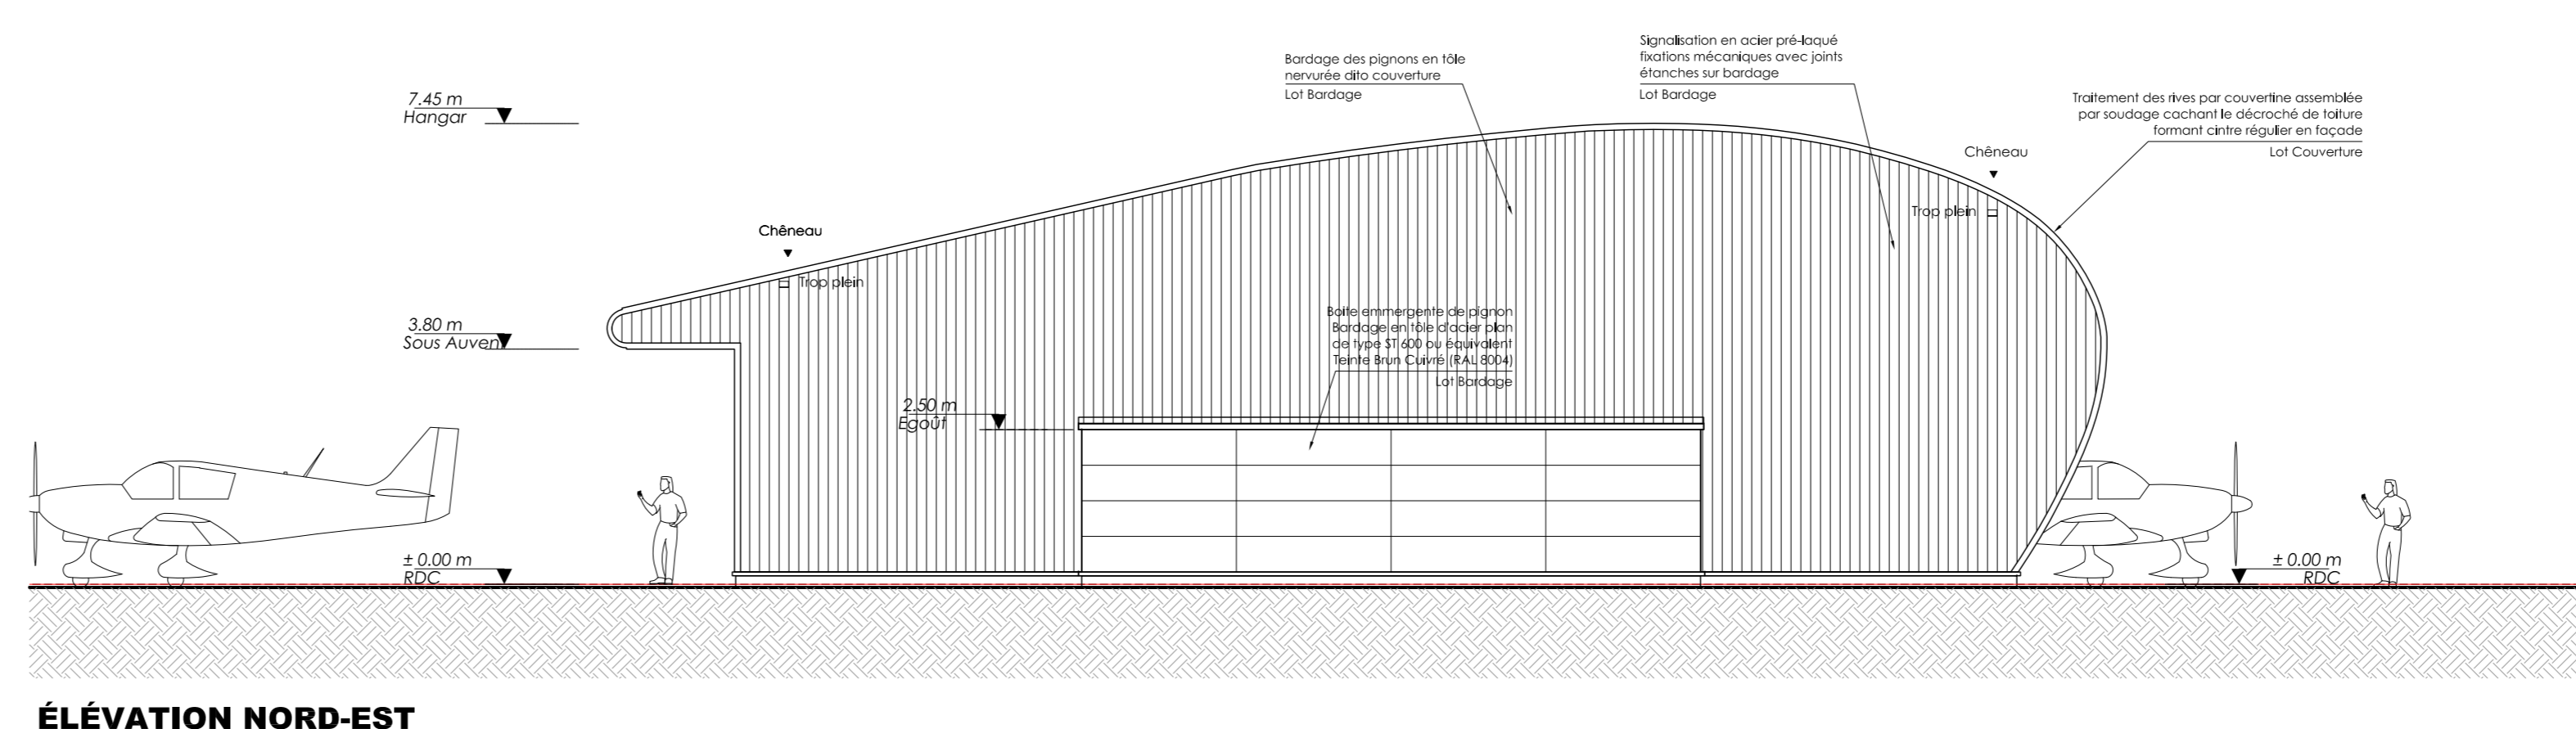 Signalisation en acier pré-laqué
fixations mécaniques avec joints
étanches sur bardage
Lot Bardage
Bardage des pignons en tôle
nervurée dito couverture
Lot Bardage
7.45 m
Hangar
Traitement des rives par couvertine assemblée
par soudage cachant le décroché de toiture
formant cintre régulier en façade
Lot Couverture
Chêneau
Trop plein
Chêneau
Trop plein
3.80 m
Sous Auvent
Boite emmergente de pignon
Bardage en tôle d'acier plan
de type ST 600 ou équivalent
Teinte Brun Cuivré (RAL 8004)
Lot Bardage
2.50 m
Egoût
± 0.00 m
RDC
± 0.00 m
RDC
ÉLÉVATION NORD-EST